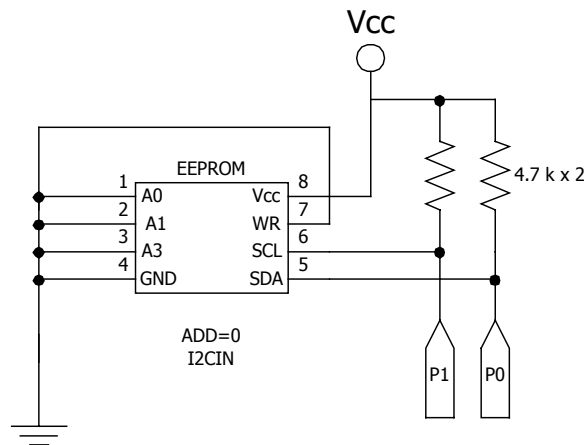 Vcc
EEPROM
1 A0 Vcc 8
2 A1 WR 7
3 A3 SCL 6
4 GND SDA 5
4.7 k x 2
ADD=0
I2CIN
P1 P0